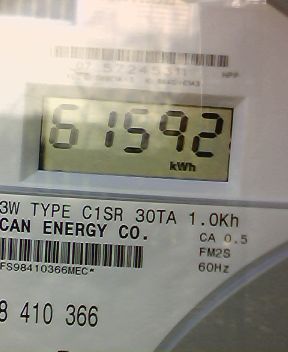 61592
kWh
3W TYPE C1SR 30TA 1.0Kh
CAN ENERGY CO.
CA 0.5
FM2S
60Hz
FS98410366MEC*
8 410 366